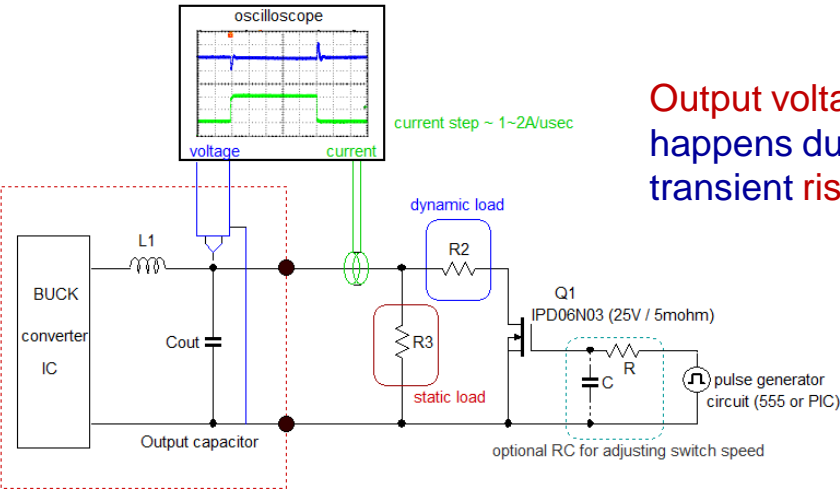 oscilloscope
voltage
current
current step ~ 1~2A/usec
Output volta
happens du
transient ris
dynamic load
L1
R2
Q1
IPD06N03 (25V / 5mohm)
BUCK
converter
IC
Cout
R3
static load
C
R
pulse generator
circuit (555 or PIC)
Output capacitor
optional RC for adjusting switch speed